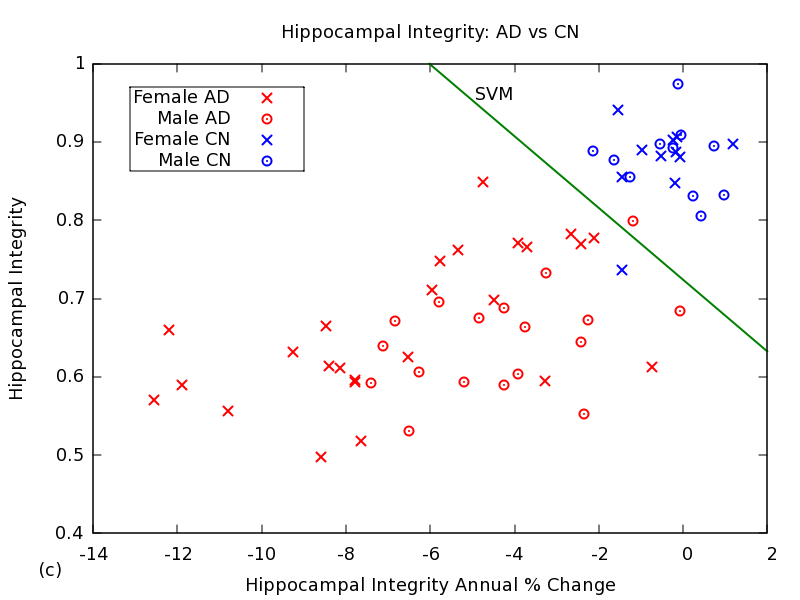 Hippocampal Integrity: AD vs CN
1
0.9
0.8
0.7
0.6
0.5
0.4
Hippocampal Integrity
Female AD
Male AD
Female CN
Male CN
SVM
-14 -12 -10 -8 -6 -4 -2 0 2
(c)
Hippocampal Integrity Annual % Change